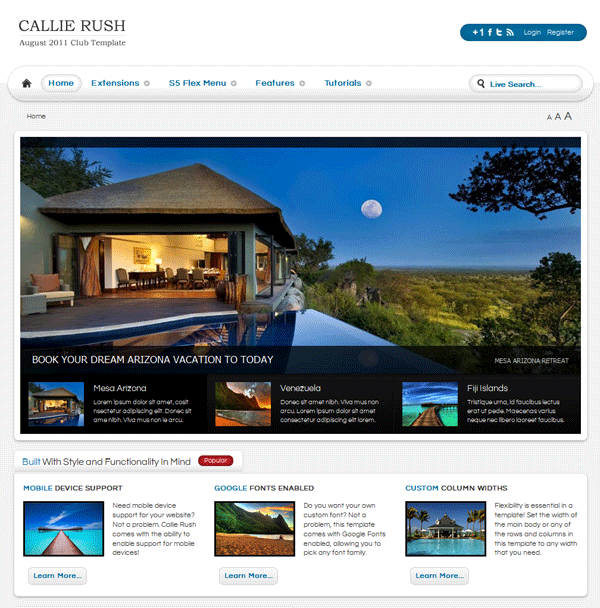 CALLIE RUSH
August 2011 Club Template
+1 f t Login Register
Home Extensions S5 Flex Menu Features Tutorials Live Search...
Home A A A
BOOK YOUR DREAM ARIZONA VACATION TO TODAY MESA ARIZONA RETREAT
Mesa Arizona
Lorem ipsum dolor sit amet, cosit
nsectetur adipiscing elit. Donec sit
ame nibh. Vivamus non le arcu.
Venezuela
Donec sit amet nibh. Viva mus non
arcu. Lorem ipsum dolor sit amet
consectetur adipiscing elit lorem.
Fiji Islands
Tristique urna, id faucibus lectus
erat ut pede. Maecenas varius
neque nec libero laoreet faucibus.
Built With Style and Functionality In Mind Popular
MOBILE DEVICE SUPPORT
Need mobile device
support for your website?
Not a problem. Callie Rush
comes with the ability to
enable support for mobile
devices!
Learn More...
GOOGLE FONTS ENABLED
Do you want your own
custom font? Not a
problem, this template
comes with Google Fonts
enabled, allowing you to
pick any font family.
Learn More...
CUSTOM COLUMN WIDTHS
Flexibility is essential in a
template! Set the width of
the main body or any of
the rows and columns in
this template to any width
that you need.
Learn More...